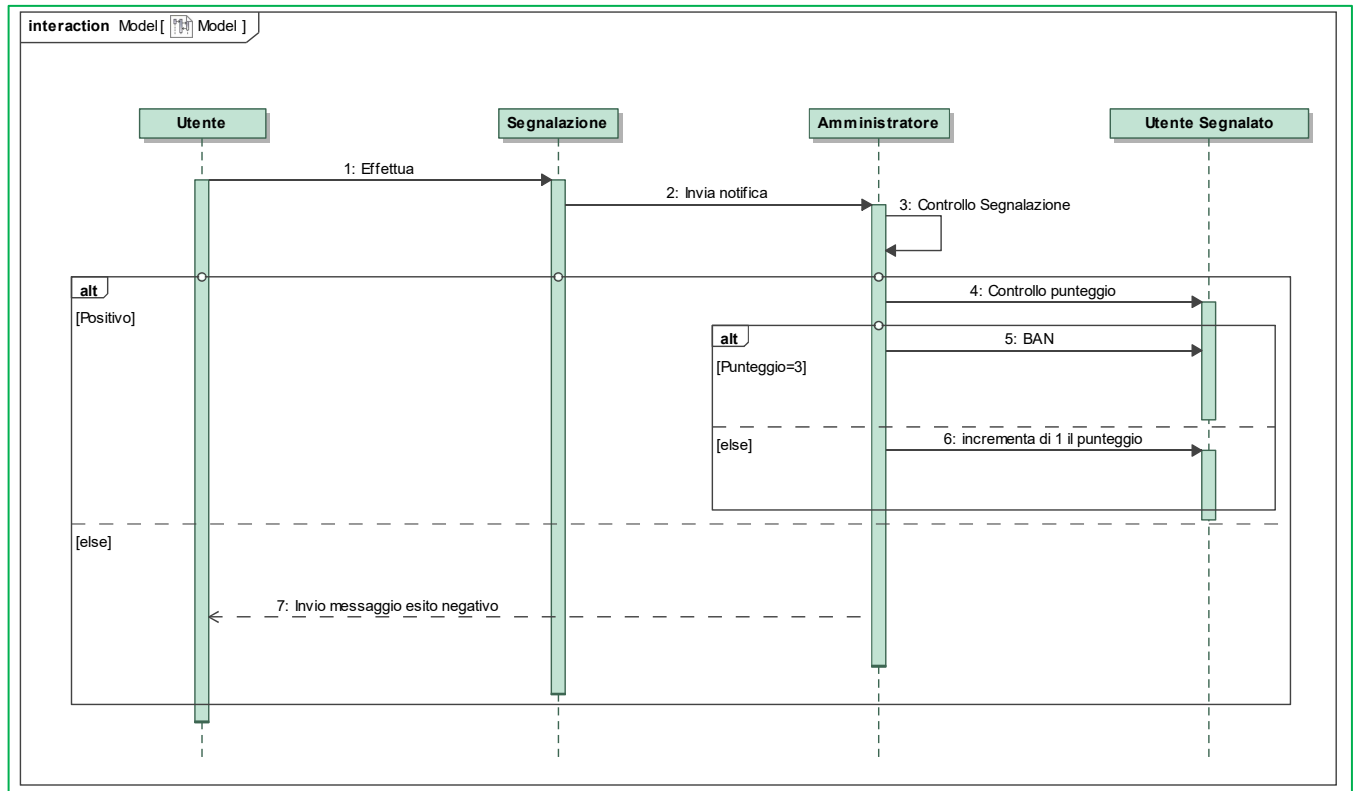 interaction Model [ Model ]
Utente
Segnalazione
Amministratore
Utente Segnalato
1: Effettua
2: Invia notifica
3: Controllo Segnalazione
alt
[Positivo]
4: Controllo punteggio
alt
[Punteggio=3]
5: BAN
[else]
6: incrementa di 1 il punteggio
[else]
7: Invio messaggio esito negativo